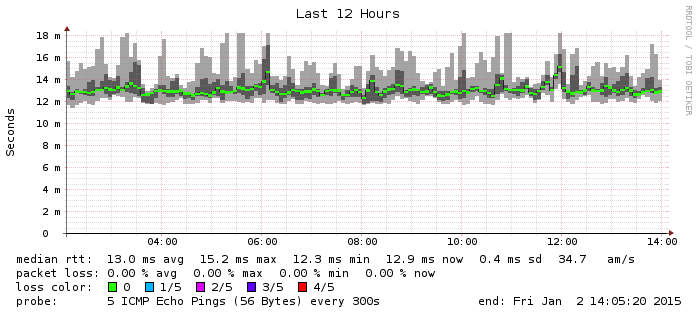 Last 12 Hours
RRDTOOL / TOBI OETIKER
Seconds
18 m
16 m
14 m
12 m
10 m
8 m
6 m
4 m
2 m
0
04:00 06:00 08:00 10:00 12:00 14:00
median rtt: 13.0 ms avg 15.2 ms max 12.3 ms min 12.9 ms now 0.4 ms sd 34.7 am/s
packet loss: 0.00 % avg 0.00 % max 0.00 % min 0.00 % now
loss color: 0 1/5 2/5 3/5 4/5
probe: 5 ICMP Echo Pings (56 Bytes) every 300s end: Fri Jan 2 14:05:20 2015